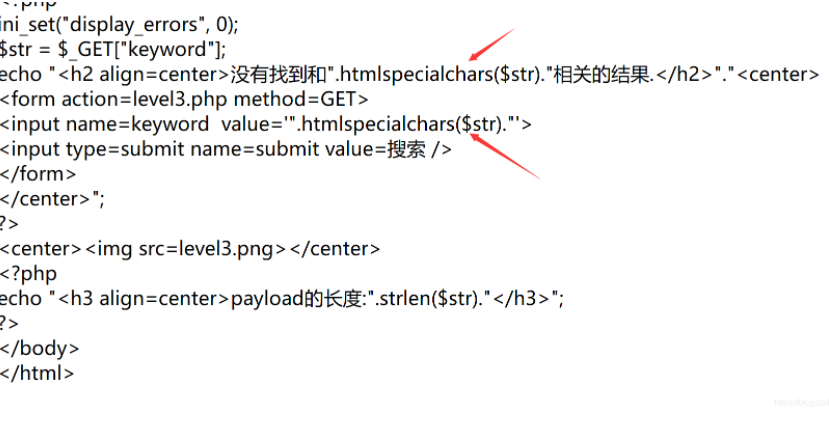 <?php
ini_set("display_errors", 0);
$str = $_GET["keyword"];
echo "<h2 align=center>没有找到和".htmlspecialchars($str)."相关的结果.</h2>"."<center>
<form action=level3.php method=GET>
<input name=keyword  value='".htmlspecialchars($str)."'>
<input type=submit name=submit value=搜索 />
</form>
</center>";
?>
<center><img src=level3.png></center>
<?php
echo "<h3 align=center>payload的长度:".strlen($str)."</h3>";
?>
</body>
</html>